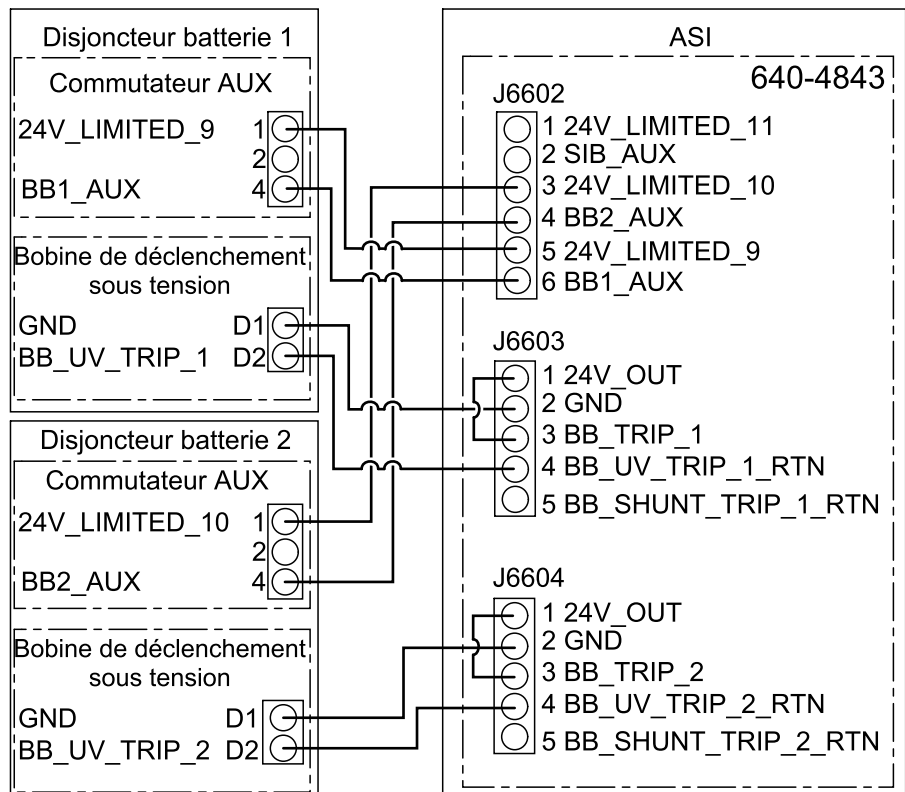 Disjoncteur batterie 1
Commutateur AUX
24V_LIMITED_9 1
2
BB1_AUX 4
Bobine de déclenchement
sous tension
GND D1
BB_UV_TRIP_1 D2
Disjoncteur batterie 2
Commutateur AUX
24V_LIMITED_10 1
2
BB2_AUX 4
Bobine de déclenchement
sous tension
GND D1
BB_UV_TRIP_2 D2
ASI
640-4843
J6602
1 24V_LIMITED_11
2 SIB_AUX
3 24V_LIMITED_10
4 BB2_AUX
5 24V_LIMITED_9
6 BB1_AUX
J6603
1 24V_OUT
2 GND
3 BB_TRIP_1
4 BB_UV_TRIP_1_RTN
5 BB_SHUNT_TRIP_1_RTN
J6604
1 24V_OUT
2 GND
3 BB_TRIP_2
4 BB_UV_TRIP_2_RTN
5 BB_SHUNT_TRIP_2_RTN